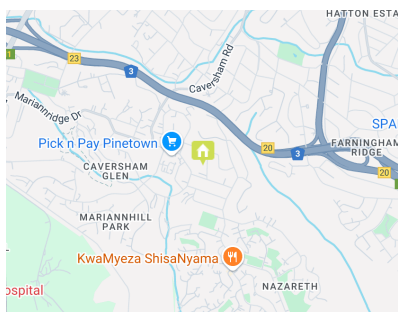 HATTON ESTA
23
1
3
Caversham Rd
Mariannridge Dr
SPA
Pick n Pay Pinetown
20
3
FARNINGHAM
RIDGE
CAVERSHAM
GLEN
20
MARIANNHILL
PARK
KwaMyeza ShisaNyama
NAZARETH
ospital